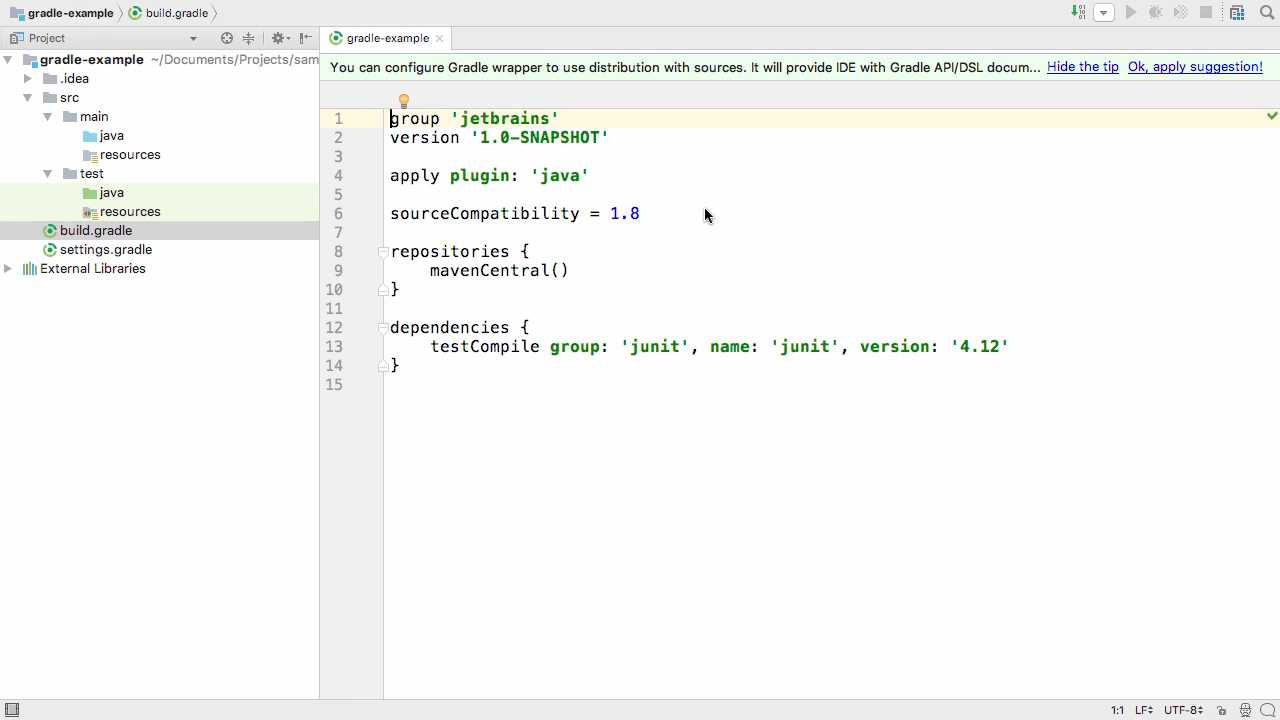 gradle-example build.gradle
Project
gradle-example
gradle-example ~/Documents/Projects/sam
.idea
src
main
java
resources
test
java
resources
build.gradle
settings.gradle
External Libraries
You can configure Gradle wrapper to use distribution with sources. It will provide IDE with Gradle API/DSL docum... Hide the tip Ok, apply suggestion!
1 group 'jetbrains'
2 version '1.0-SNAPSHOT'
3
4 apply plugin: 'java'
5
6 sourceCompatibility = 1.8
7
8 repositories {
9 mavenCentral()
10 }
11
12 dependencies {
13 testCompile group: 'junit', name: 'junit', version: '4.12'
14 }
15
1:1 LF UTF-8